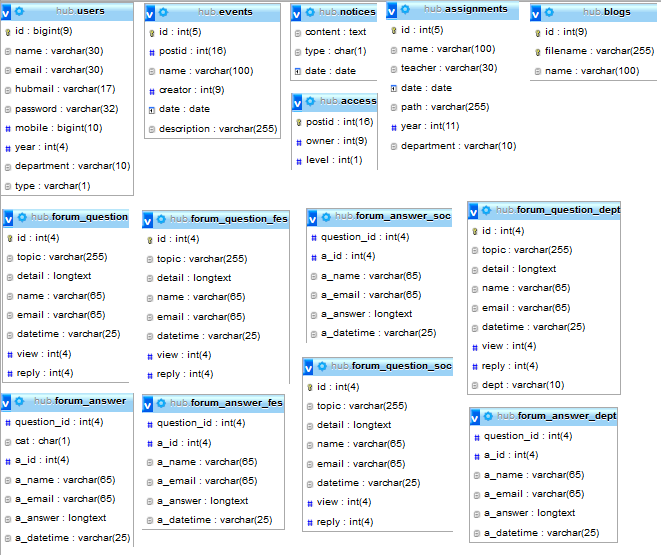 hub users
id : bigint(9)
name : varchar(30)
email : varchar(30)
hubmail : varchar(17)
password : varchar(32)
mobile : bigint(10)
year : int(4)
department : varchar(10)
type : varchar(1)
hub events
id : int(5)
postid : int(16)
name : varchar(100)
creator : int(9)
date : date
description : varchar(255)
hub notices
content : text
type : char(1)
date : date
hub access
postid : int(16)
owner : int(9)
level : int(1)
hub assignments
id : int(5)
name : varchar(100)
teacher : varchar(30)
date : date
path : varchar(255)
year : int(11)
department : varchar(10)
hub blogs
id : int(9)
filename : varchar(255)
name : varchar(100)
hub forum_question
id : int(4)
topic : varchar(255)
detail : longtext
name : varchar(65)
email : varchar(65)
datetime : varchar(25)
view : int(4)
reply : int(4)
hub forum_question_fes
id : int(4)
topic : varchar(255)
detail : longtext
name : varchar(65)
email : varchar(65)
datetime : varchar(25)
view : int(4)
reply : int(4)
hub forum_answer_soc
question_id : int(4)
a_id : int(4)
a_name : varchar(65)
a_email : varchar(65)
a_answer : longtext
a_datetime : varchar(25)
hub forum_question_dept
id : int(4)
topic : varchar(255)
detail : longtext
name : varchar(65)
email : varchar(65)
datetime : varchar(25)
view : int(4)
reply : int(4)
dept : varchar(10)
hub forum_answer
question_id : int(4)
cat : char(1)
a_id : int(4)
a_name : varchar(65)
a_email : varchar(65)
a_answer : longtext
a_datetime : varchar(25)
hub forum_answer_fes
question_id : int(4)
a_id : int(4)
a_name : varchar(65)
a_email : varchar(65)
a_answer : longtext
a_datetime : varchar(25)
hub forum_question_soc
id : int(4)
topic : varchar(255)
detail : longtext
name : varchar(65)
email : varchar(65)
datetime : varchar(25)
view : int(4)
reply : int(4)
hub forum_answer_dept
question_id : int(4)
a_id : int(4)
a_name : varchar(65)
a_email : varchar(65)
a_answer : longtext
a_datetime : varchar(25)